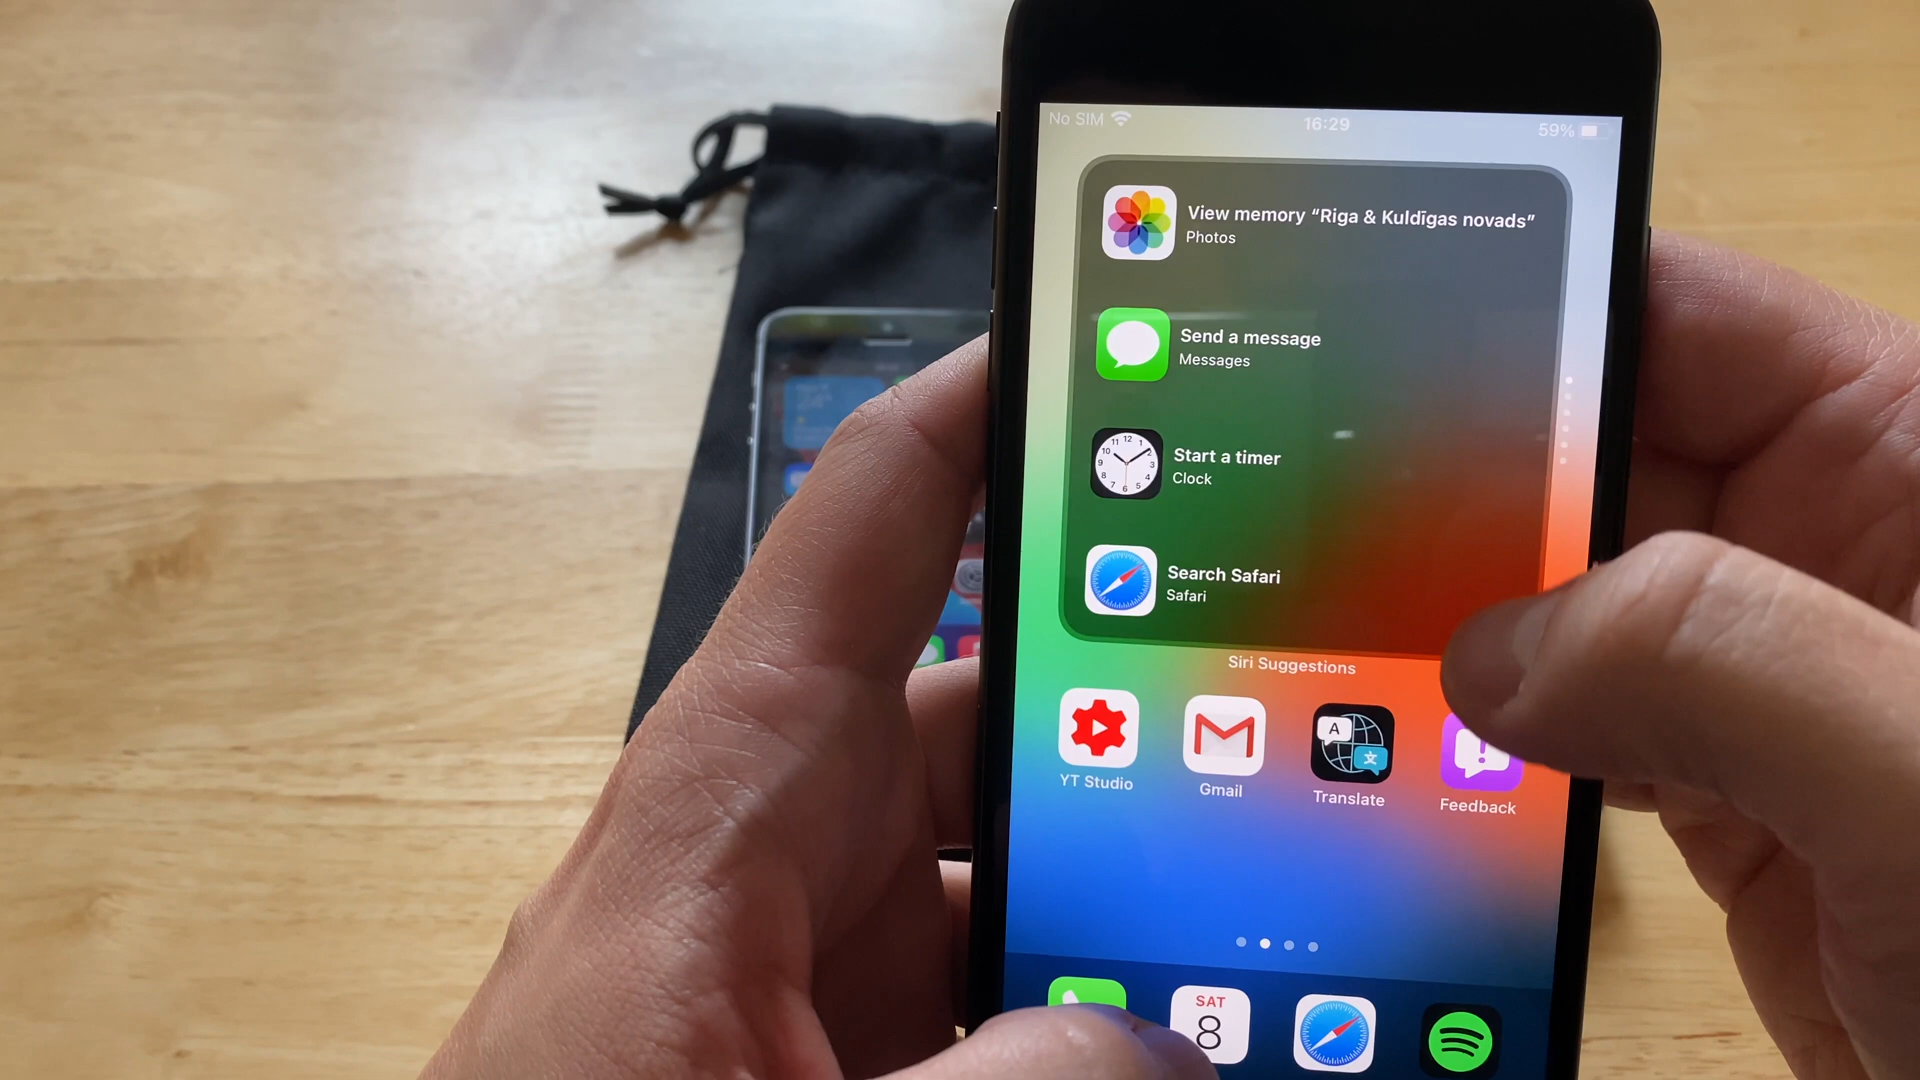 No SIM 16:29 59%
View memory “Riga & Kuldīgas novads”
Photos
Send a message
Messages
Start a timer
Clock
Search Safari
Safari
Siri Suggestions
YT Studio Gmail Translate Feedback
A 文
SAT
8